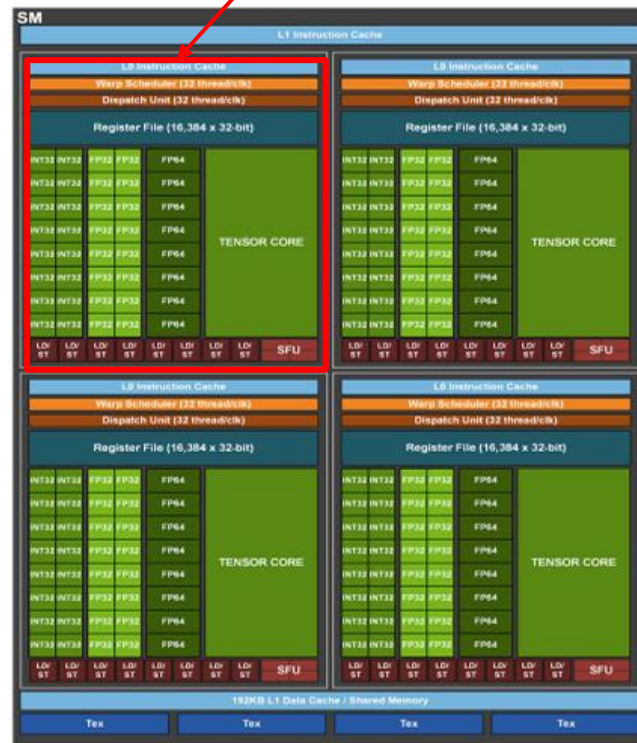 SM
L1 Instruction Cache
L0 Instruction Cache
Warp Scheduler (32 thread/clk)
Dispatch Unit (32 thread/clk)
Register File (16,384 x 32-bit)
INT32 INT32 FP32 FP32 FP64
INT32 INT32 FP32 FP32 FP64
INT32 INT32 FP32 FP32 FP64
INT32 INT32 FP32 FP32 FP64
TENSOR CORE
INT32 INT32 FP32 FP32 FP64
INT32 INT32 FP32 FP32 FP64
INT32 INT32 FP32 FP32 FP64
INT32 INT32 FP32 FP32 FP64
LD/ LD/ LD/ LD/ LD/ LD/ LD/ LD/
ST ST ST ST ST ST ST ST
SFU
L0 Instruction Cache
Warp Scheduler (32 thread/clk)
Dispatch Unit (32 thread/clk)
Register File (16,384 x 32-bit)
INT32 INT32 FP32 FP32 FP64
INT32 INT32 FP32 FP32 FP64
INT32 INT32 FP32 FP32 FP64
INT32 INT32 FP32 FP32 FP64
TENSOR CORE
INT32 INT32 FP32 FP32 FP64
INT32 INT32 FP32 FP32 FP64
INT32 INT32 FP32 FP32 FP64
INT32 INT32 FP32 FP32 FP64
LD/ LD/ LD/ LD/ LD/ LD/ LD/ LD/
ST ST ST ST ST ST ST ST
SFU
L0 Instruction Cache
Warp Scheduler (32 thread/clk)
Dispatch Unit (32 thread/clk)
Register File (16,384 x 32-bit)
INT32 INT32 FP32 FP32 FP64
INT32 INT32 FP32 FP32 FP64
INT32 INT32 FP32 FP32 FP64
INT32 INT32 FP32 FP32 FP64
TENSOR CORE
INT32 INT32 FP32 FP32 FP64
INT32 INT32 FP32 FP32 FP64
INT32 INT32 FP32 FP32 FP64
INT32 INT32 FP32 FP32 FP64
LD/ LD/ LD/ LD/ LD/ LD/ LD/ LD/
ST ST ST ST ST ST ST ST
SFU
L0 Instruction Cache
Warp Scheduler (32 thread/clk)
Dispatch Unit (32 thread/clk)
Register File (16,384 x 32-bit)
INT32 INT32 FP32 FP32 FP64
INT32 INT32 FP32 FP32 FP64
INT32 INT32 FP32 FP32 FP64
INT32 INT32 FP32 FP32 FP64
TENSOR CORE
INT32 INT32 FP32 FP32 FP64
INT32 INT32 FP32 FP32 FP64
INT32 INT32 FP32 FP32 FP64
INT32 INT32 FP32 FP32 FP64
LD/ LD/ LD/ LD/ LD/ LD/ LD/ LD/
ST ST ST ST ST ST ST ST
SFU
192KB L1 Data Cache / Shared Memory
Tex Tex Tex Tex